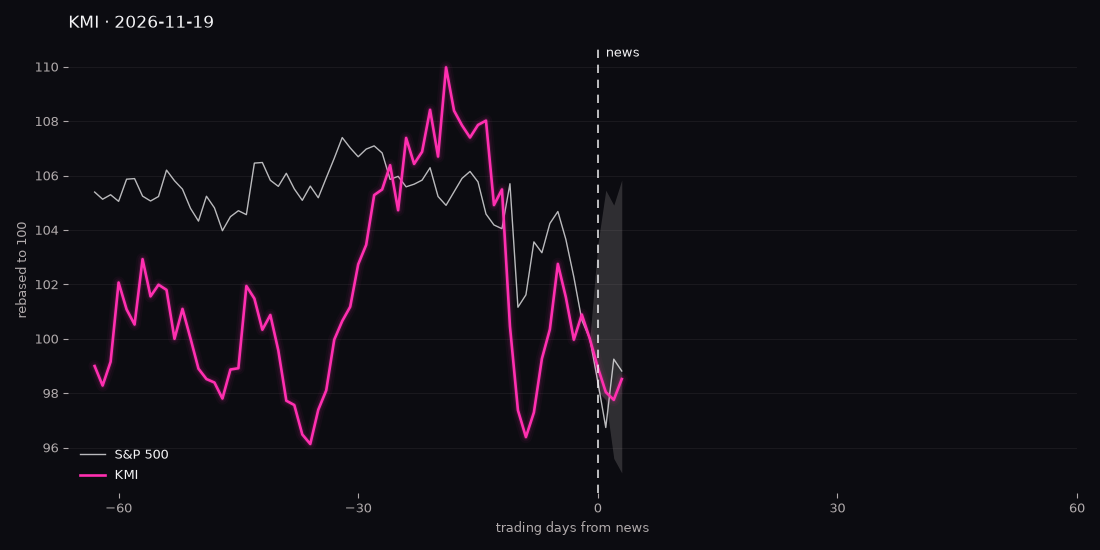 KMI · 2026-11-19
news
110
108
106
104
102
100
98
96
rebased to 100
S&P 500
KMI
−60
−30
0
30
60
trading days from news